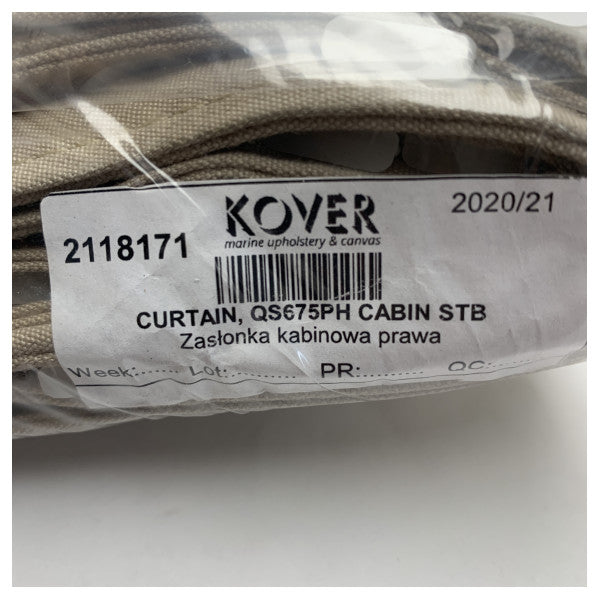 KOVER
marine upholstery & canvas
2020/21
2118171
CURTAIN, QS675PH CABIN STB
Zasłonka kabinowa prawa
Week:...... Lot:.......... PR:......... QC:......